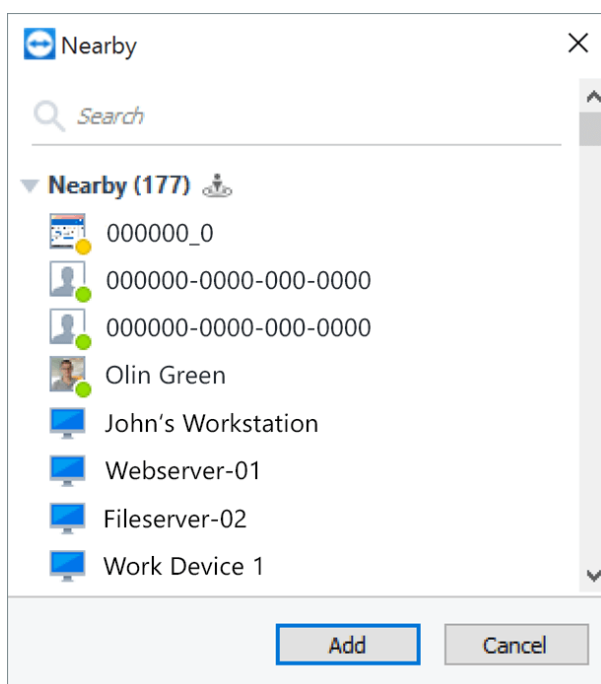 Nearby
Search
Nearby (177)
000000_0
000000-0000-000-0000
000000-0000-000-0000
Olin Green
John's Workstation
Webserver-01
Fileserver-02
Work Device 1
Add Cancel